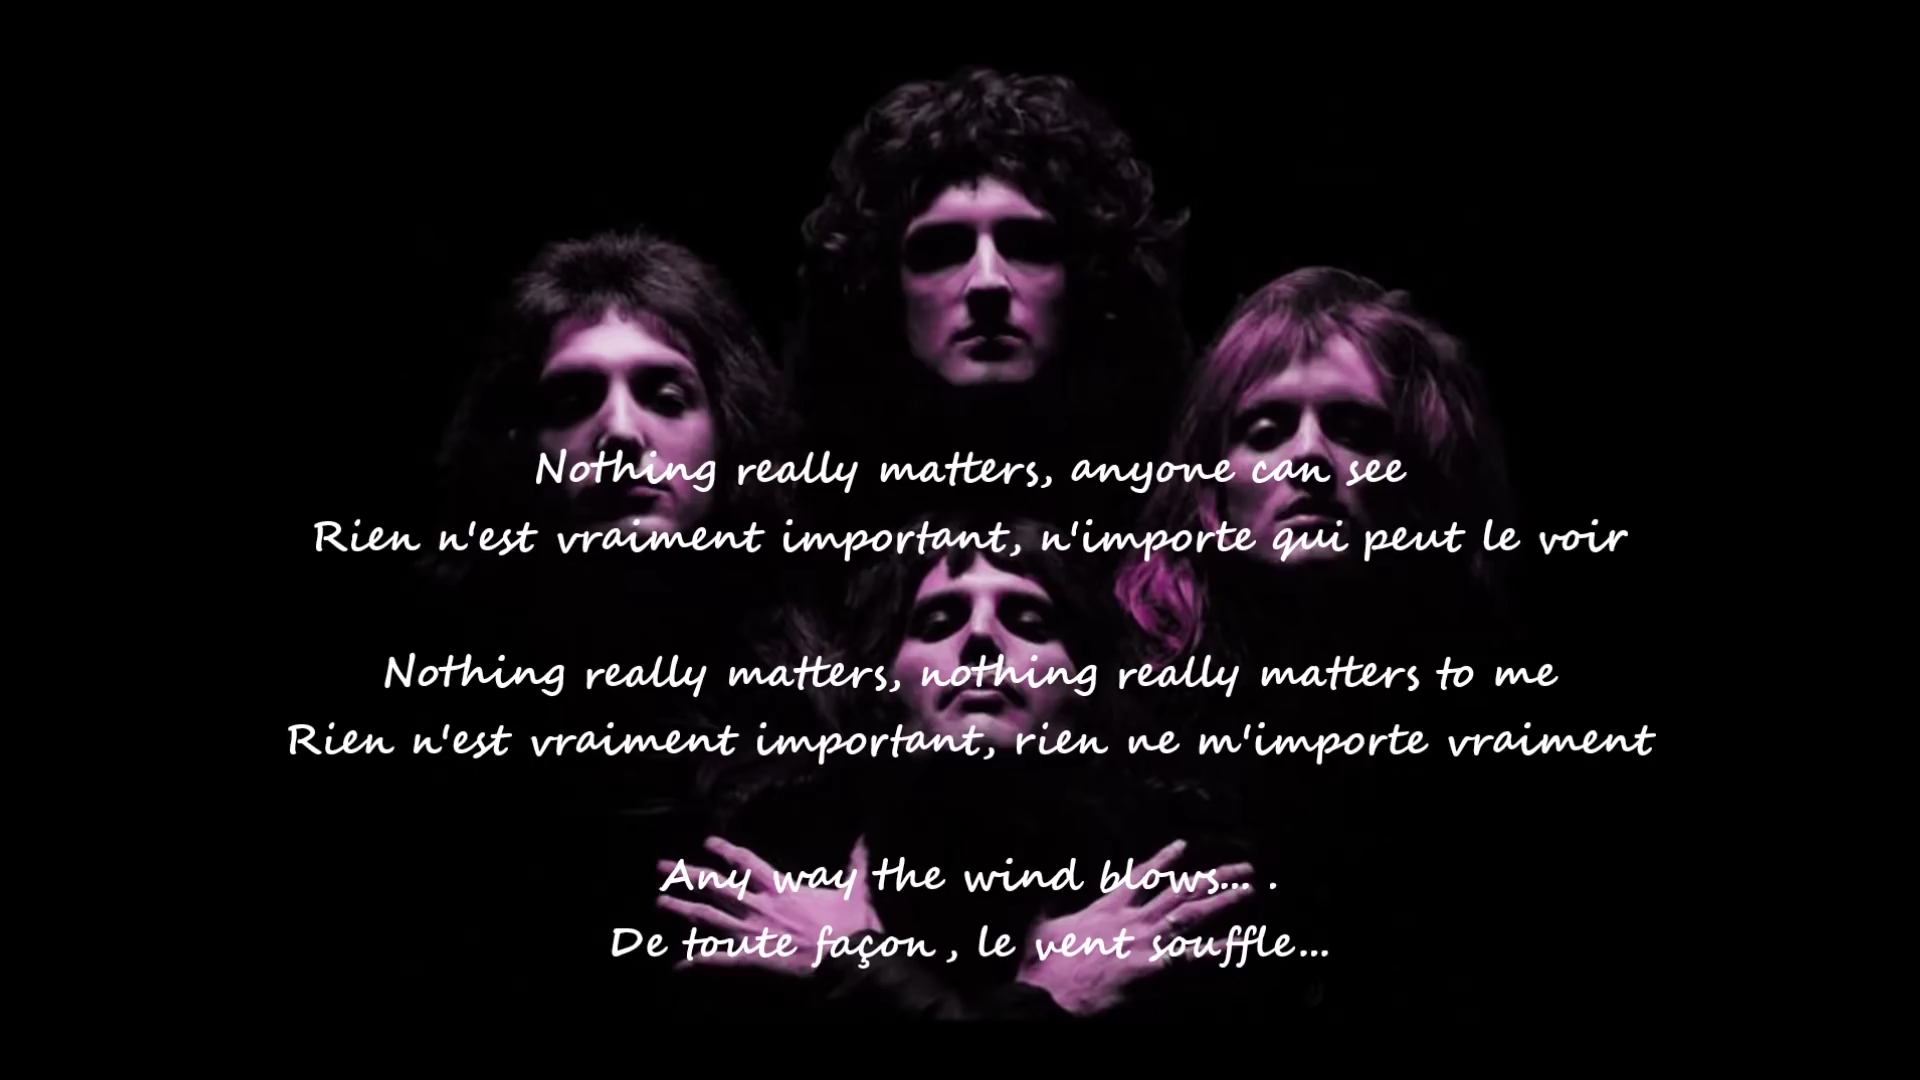 Nothing really matters, anyone can see
Rien n'est vraiment important, n'importe qui peut le voir
Nothing really matters, nothing really matters to me
Rien n'est vraiment important, rien ne m'importe vraiment
Any way the wind blows... .
De toute façon , le vent souffle...